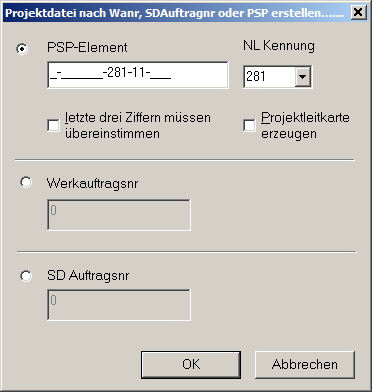 Projektdatei nach Wanr, SDAuftragnr oder PSP erstellen.......
PSP-Element
NL Kennung
_-______-281-11-___
281
letzte drei Ziffern müssen
übereinstimmen
Projektleitkarte
erzeugen
Werkauftragsnr
0
SD Auftragsnr
0
OK
Abbrechen